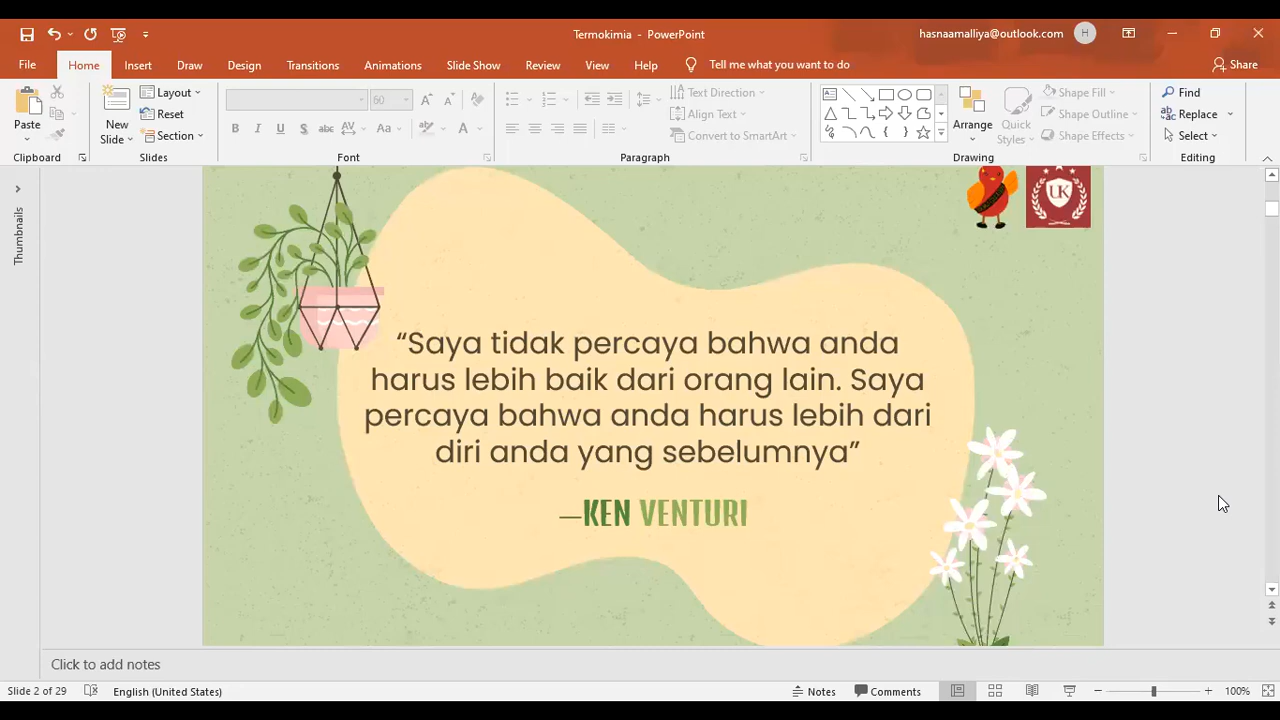 Termokimia - PowerPoint
hasnaamalliya@outlook.com
H
File Home Insert Draw Design Transitions Animations Slide Show Review View Help Tell me what you want to do Share
Paste
Clipboard
New Slide
Layout
Reset
Section
Slides
60
B I U S abc AV Aa A
Font
Text Direction
Align Text
Convert to SmartArt
Paragraph
Arrange
Quick Styles
Shape Fill
Shape Outline
Shape Effects
Drawing
Find
Replace
Select
Editing
Thumbnails
UK
“Saya tidak percaya bahwa anda
harus lebih baik dari orang lain. Saya
percaya bahwa anda harus lebih dari
diri anda yang sebelumnya”
—KEN VENTURI
Click to add notes
Slide 2 of 29 English (United States) Notes Comments 100%